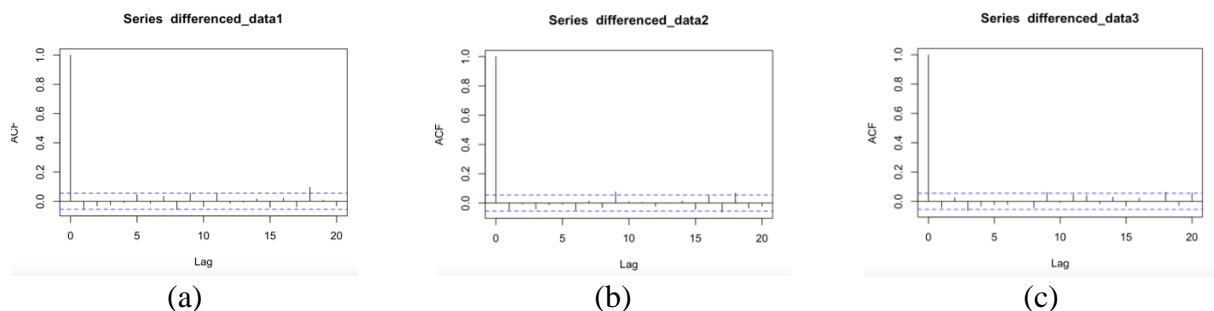 Series differenced_data1
ACF
1.0
0.8
0.6
0.4
0.2
0.0
0 5 10 15 20
Lag
(a)
Series differenced_data2
ACF
1.0
0.8
0.6
0.4
0.2
0.0
0 5 10 15 20
Lag
(b)
Series differenced_data3
ACF
1.0
0.8
0.6
0.4
0.2
0.0
0 5 10 15 20
Lag
(c)